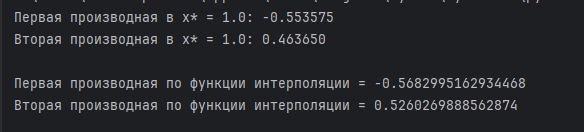 Первая производная в x* = 1.0: -0.553575
Вторая производная в x* = 1.0: 0.463650
Первая производная по функции интерполяции = -0.5682995162934468
Вторая производная по функции интерполяции = 0.5260269888562874